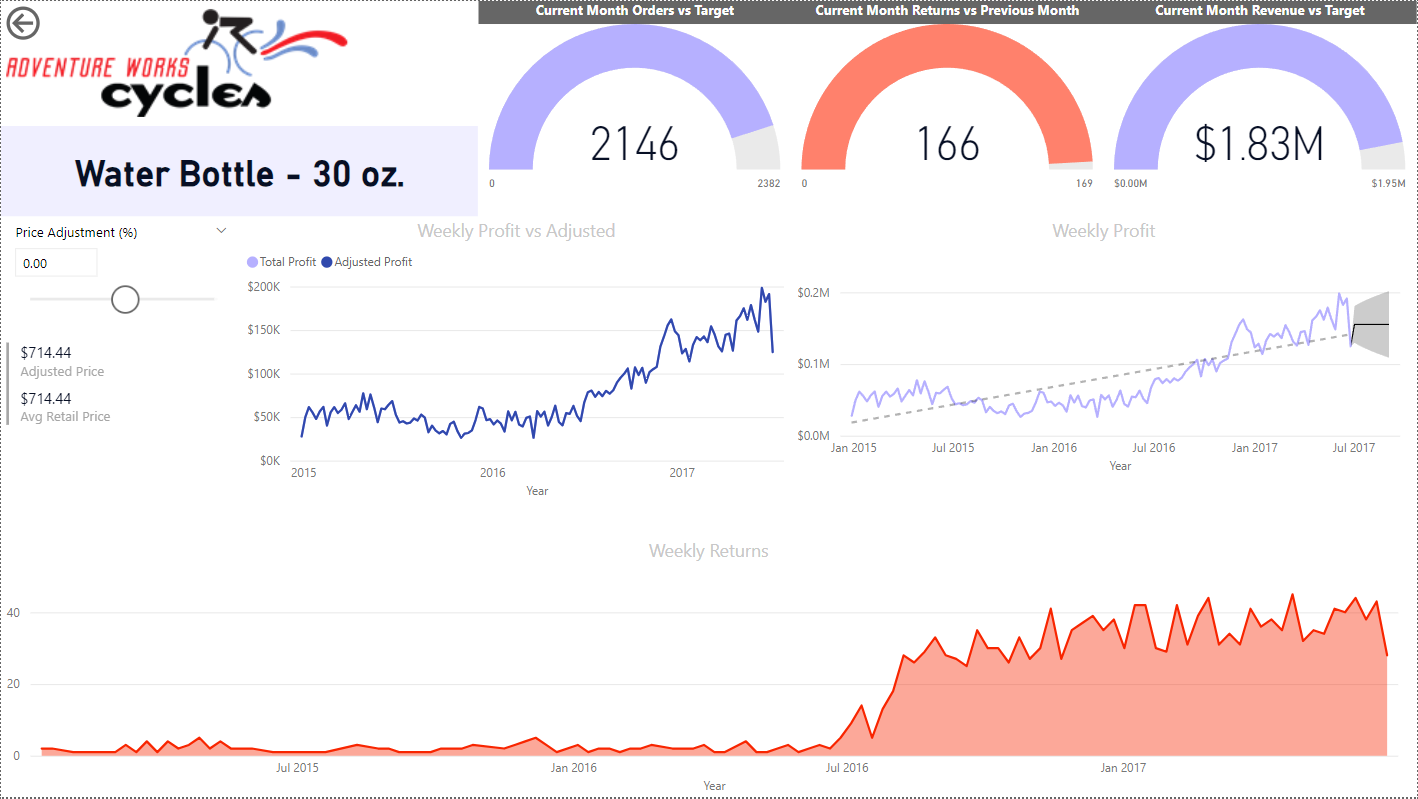 ADVENTURE WORKS
cycles
Water Bottle - 30 oz.
Current Month Orders vs Target
2146
0
2382
Current Month Returns vs Previous Month
166
0
169
Current Month Revenue vs Target
$1.83M
$0.00M
$1.95M
Price Adjustment (%)
0.00
$714.44
Adjusted Price
$714.44
Avg Retail Price
Weekly Profit vs Adjusted
Total Profit Adjusted Profit
$200K
$150K
$100K
$50K
$0K
2015 2016 2017
Year
Weekly Profit
$0.2M
$0.1M
$0.0M
Jan 2015 Jul 2015 Jan 2016 Jul 2016 Jan 2017 Jul 2017
Year
Weekly Returns
40
20
0
Jul 2015 Jan 2016 Jul 2016 Jan 2017
Year